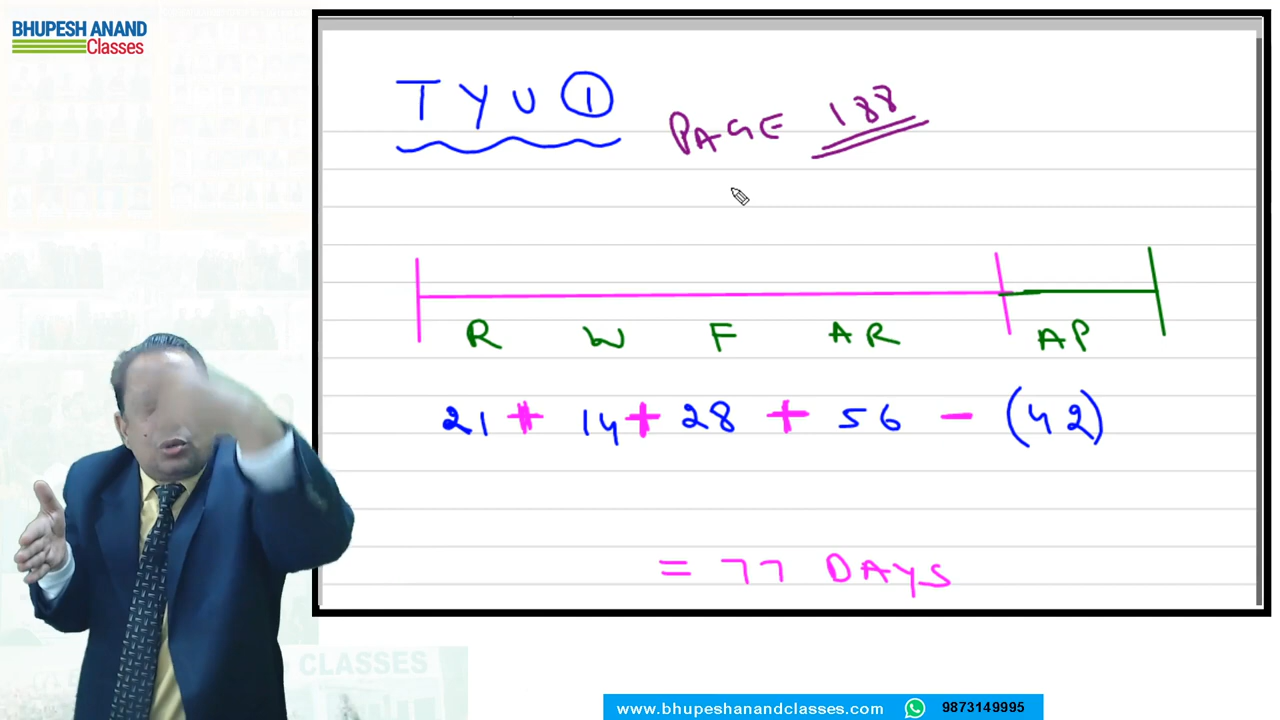 BHUPESH ANAND
Classes
TYU ①
PAGE 188
R W F AR AP
21 + 14 + 28 + 56 - (42)
= 77 DAYS
CLASSES
www.bhupeshanandclasses.com 9873149995